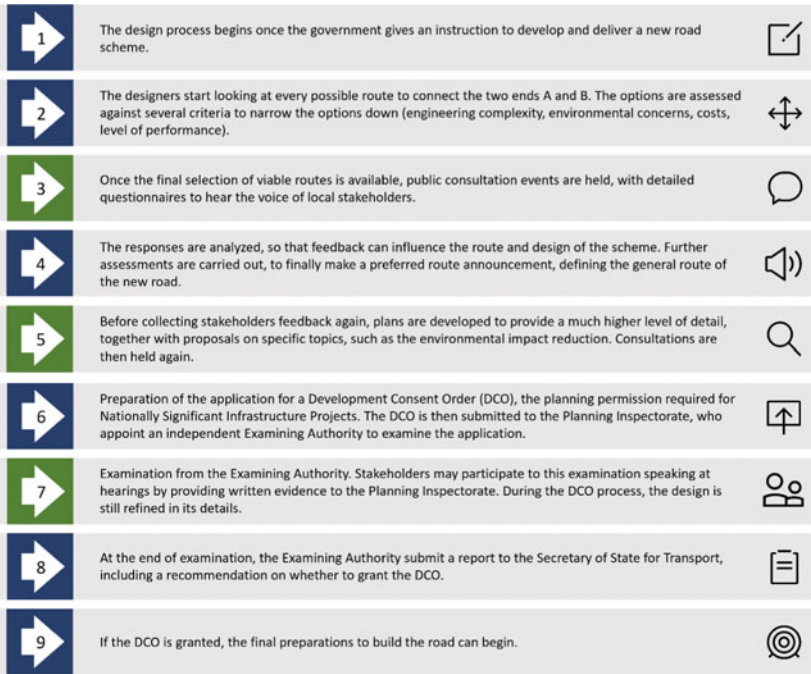 1
The design process begins once the government gives an instruction to develop and deliver a new road
scheme.
2
The designers start looking at every possible route to connect the two ends A and B. The options are assessed
against several criteria to narrow the options down (engineering complexity, environmental concerns, costs,
level of performance).
3
Once the final selection of viable routes is available, public consultation events are held, with detailed
questionnaires to hear the voice of local stakeholders.
4
The responses are analyzed, so that feedback can influence the route and design of the scheme. Further
assessments are carried out, to finally make a preferred route announcement, defining the general route of
the new road.
5
Before collecting stakeholders feedback again, plans are developed to provide a much higher level of detail,
together with proposals on specific topics, such as the environmental impact reduction. Consultations are
then held again.
6
Preparation of the application for a Development Consent Order (DCO), the planning permission required for
Nationally Significant Infrastructure Projects. The DCO is then submitted to the Planning Inspectorate, who
appoint an independent Examining Authority to examine the application.
7
Examination from the Examining Authority. Stakeholders may participate to this examination speaking at
hearings by providing written evidence to the Planning Inspectorate. During the DCO process, the design is
still refined in its details.
8
At the end of examination, the Examining Authority submit a report to the Secretary of State for Transport,
including a recommendation on whether to grant the DCO.
9
If the DCO is granted, the final preparations to build the road can begin.